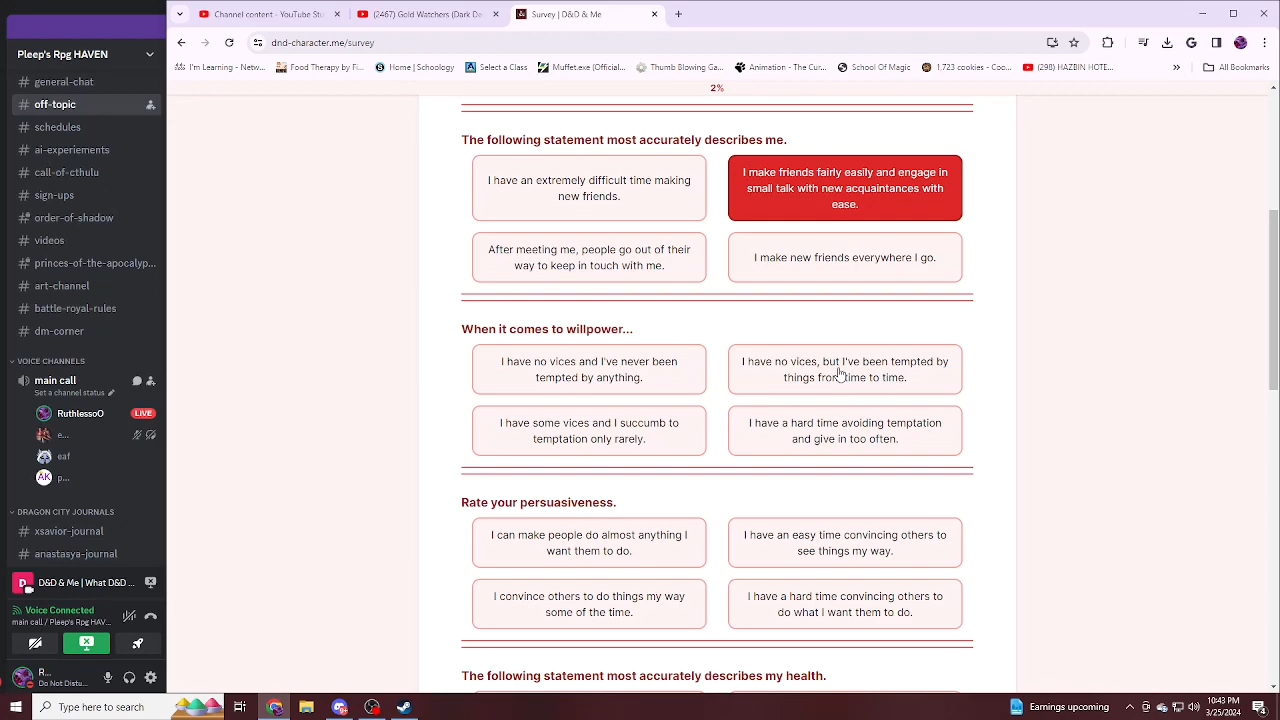 Channel content - YouTube Stu
(2467) Gold Watchers (Dark De
Survey | D&D & Me
Pleep's Rpg HAVEN
dnd-character.me/survey
I'm Learning - Netw...
Food Therapy by Fi...
Home | Schoology
Select a Class
Muffet.exe(Official...
Thumb Blowing Ga...
Animation - The Cur...
School Of Magic
1,723 cookies - Coo...
(298) HAZBIN HOTE...
All Bookmarks
2%
general-chat
off-topic
schedules
ai-experiments
call-of-cthulu
sign-ups
order-of-shadow
videos
princes-of-the-apocalyp...
art-channel
battle-royal-rules
dm-corner
VOICE CHANNELS
main call
Set a channel status
RuthlessoO
LIVE
e...
eaf
AK
p...
DRAGON CITY JOURNALS
xsavior-journal
anastasya-journal
D
D&D & Me | What D&D ...
Voice Connected
main call / Pleep's Rpg HAV...
R...
Do Not Distu...
The following statement most accurately describes me.
I have an extremely difficult time making
new friends.
I make friends fairly easily and engage in
small talk with new acquaintances with
ease.
After meeting me, people go out of their
way to keep in touch with me.
I make new friends everywhere I go.
When it comes to willpower...
I have no vices and I've never been
tempted by anything.
I have no vices, but I've been tempted by
things from time to time.
I have some vices and I succumb to
temptation only rarely.
I have a hard time avoiding temptation
and give in too often.
Rate your persuasiveness.
I can make people do almost anything I
want them to do.
I have an easy time convincing others to
see things my way.
I convince others to do things my way
some of the time.
I have a hard time convincing others to
do what I want them to do.
The following statement most accurately describes my health.
Type here to search
Earnings upcoming
10:43 PM
3/25/2024